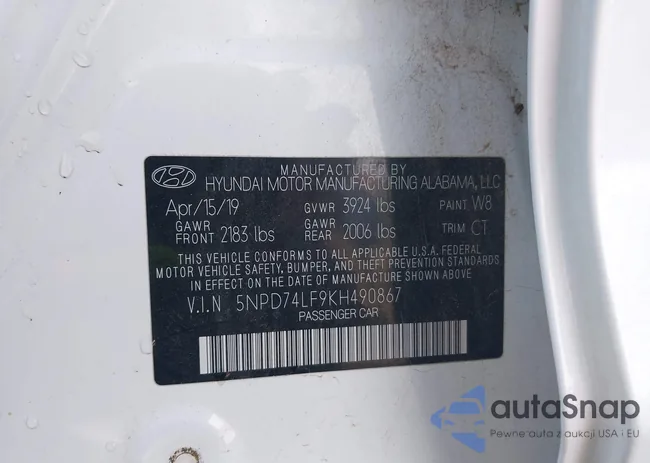 MANUFACTURED BY
HYUNDAI MOTOR MANUFACTURING ALABAMA, LLC
Apr/15/19 GVWR 3924 lbs PAINT W8
GAWR FRONT 2183 lbs GAWR REAR 2006 lbs TRIM CT
THIS VEHICLE CONFORMS TO ALL APPLICABLE U.S.A. FEDERAL
MOTOR VEHICLE SAFETY, BUMPER, AND THEFT PREVENTION STANDARDS
IN EFFECT ON THE DATE OF MANUFACTURE SHOWN ABOVE.
V.I.N 5NPD74LF9KH490867
PASSENGER CAR
autaSnap
Pewne auta z aukcji USA i EU